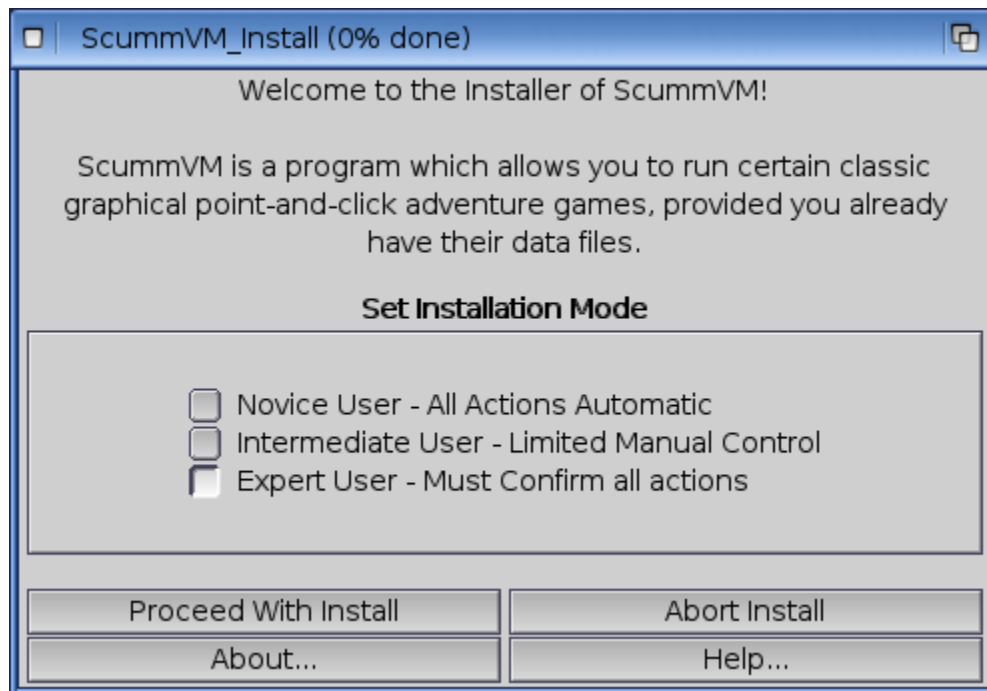 ScummVM_Install (0% done)
Welcome to the Installer of ScummVM!
ScummVM is a program which allows you to run certain classic
graphical point-and-click adventure games, provided you already
have their data files.
Set Installation Mode
Novice User - All Actions Automatic
Intermediate User - Limited Manual Control
Expert User - Must Confirm all actions
Proceed With Install
Abort Install
About...
Help...